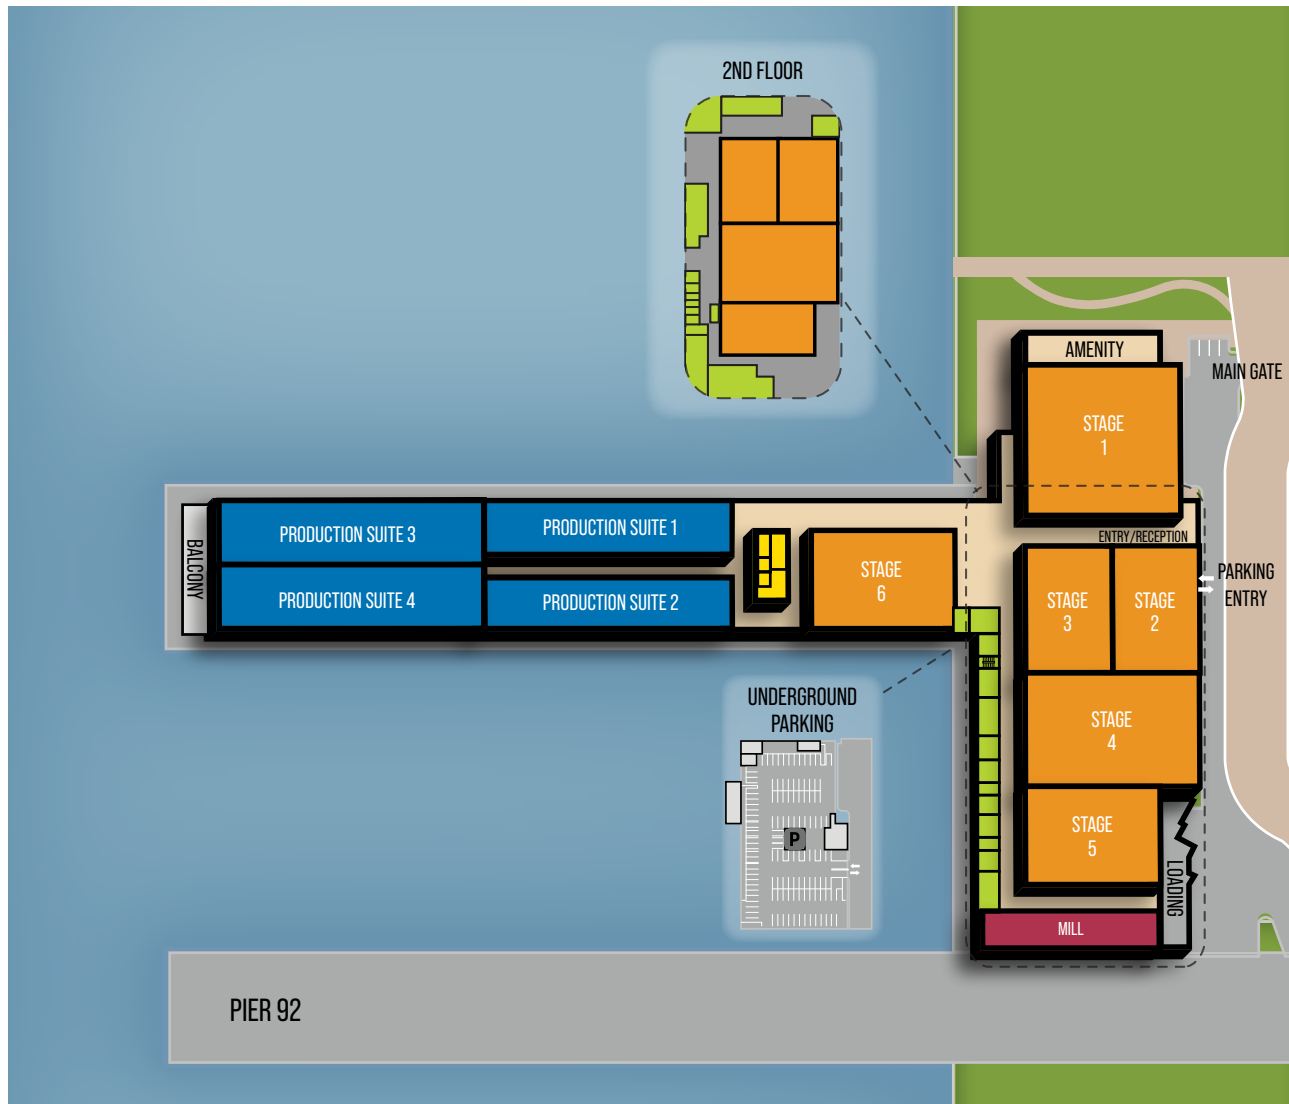 2ND FLOOR
AMENITY
MAIN GATE
STAGE
1
PRODUCTION SUITE 3
PRODUCTION SUITE 1
ENTRY/RECEPTION
BALCONY
STAGE
6
PARKING
ENTRY
PRODUCTION SUITE 4
PRODUCTION SUITE 2
STAGE
3
STAGE
2
UNDERGROUND
PARKING
STAGE
4
P
STAGE
5
LOADING
MILL
PIER 92